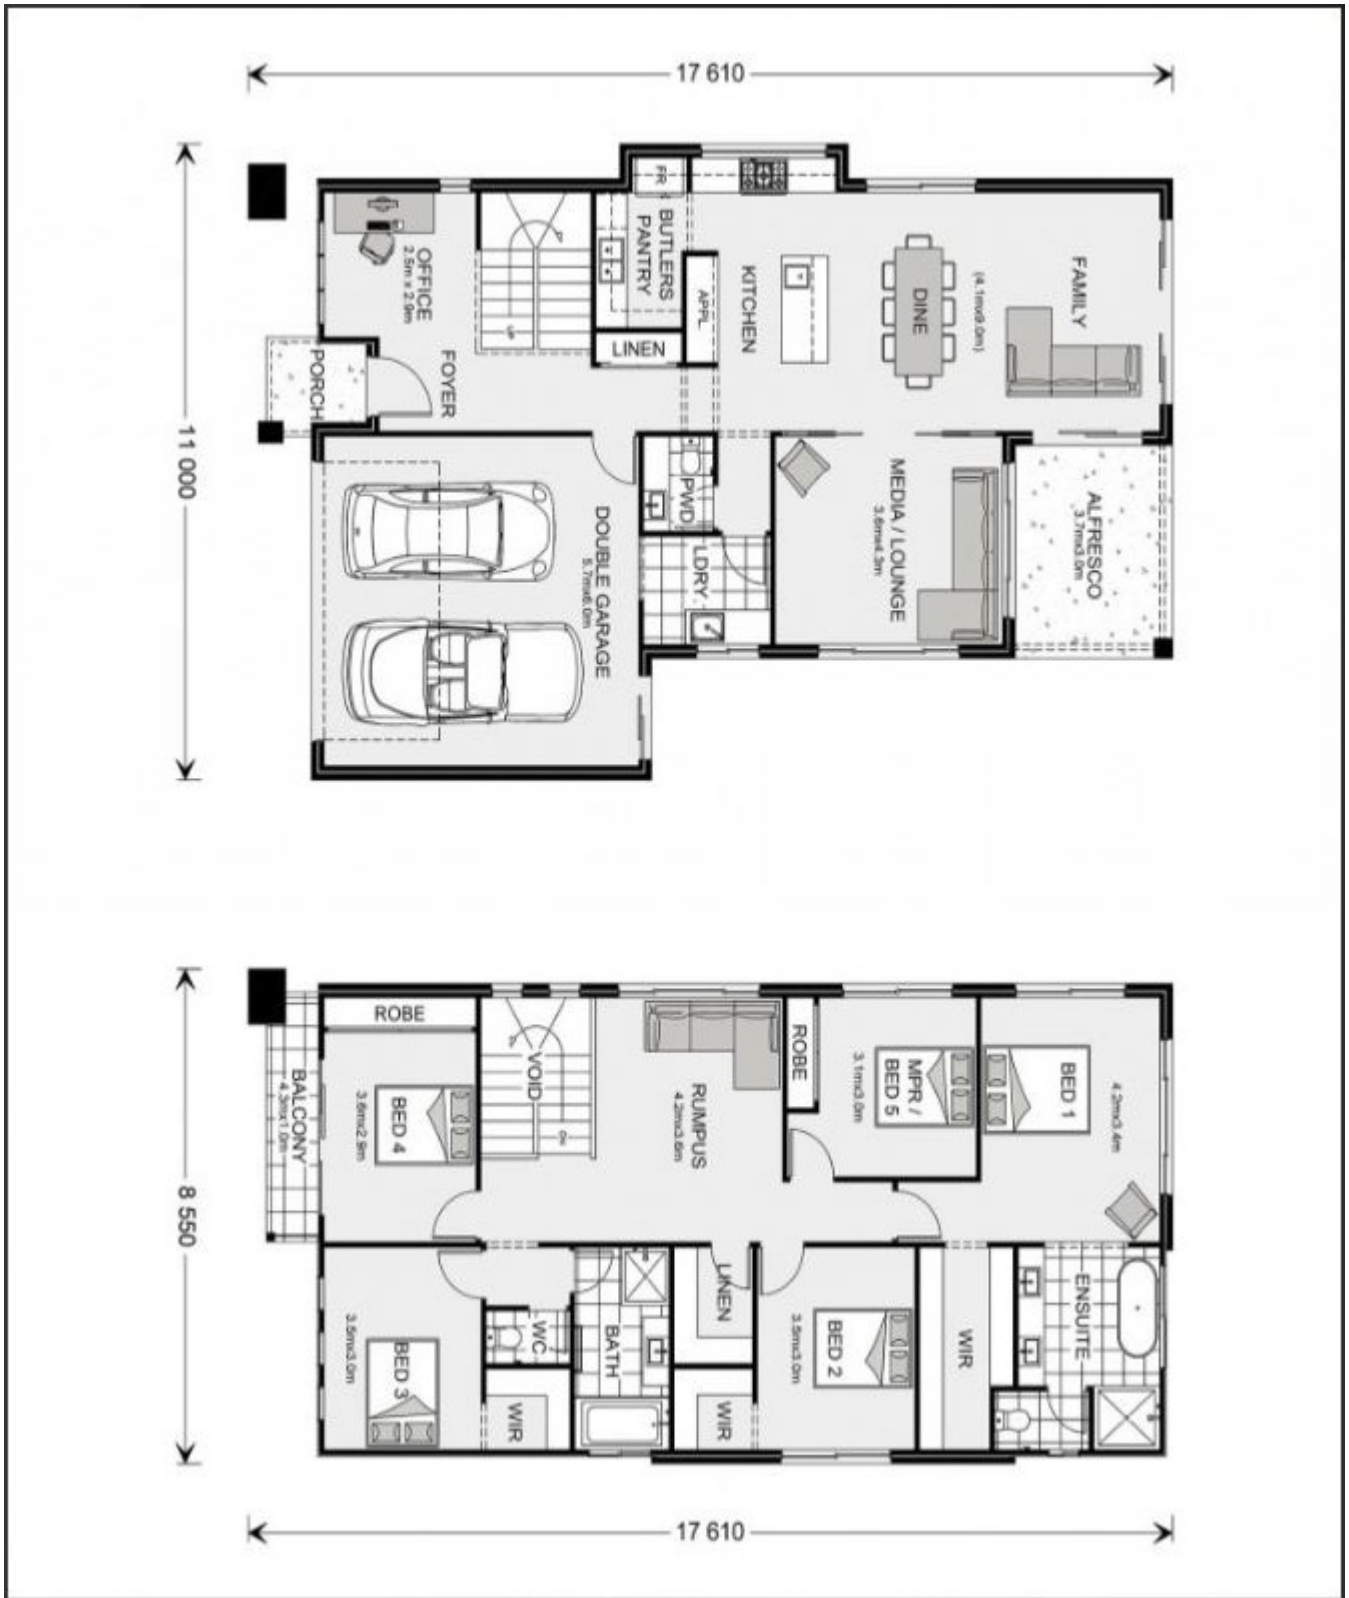 17 610
11 000
FR
BUTLERS
PANTRY
OFFICE
2.5m x 2.9m
UP
LINEN
APPL
KITCHEN
DINE
(4.1mx9.0m)
FAMILY
PORCH
FOYER
PWD
LDRY
DOUBLE GARAGE
5.7mx6.0m
MEDIA / LOUNGE
3.6mx4.3m
ALFRESCO
3.7mx3.0m
8 550
ROBE
BALCONY
4.3mx1.0m
BED 4
3.6mx2.9m
VOID
DN
RUMPUS
4.2mx3.6m
ROBE
MPR /
BED 5
3.1mx3.0m
BED 1
4.2mx3.4m
BED 3
3.5mx3.0m
WC
WIR
BATH
LINEN
WIR
BED 2
3.5mx3.0m
WIR
ENSUITE
17 610